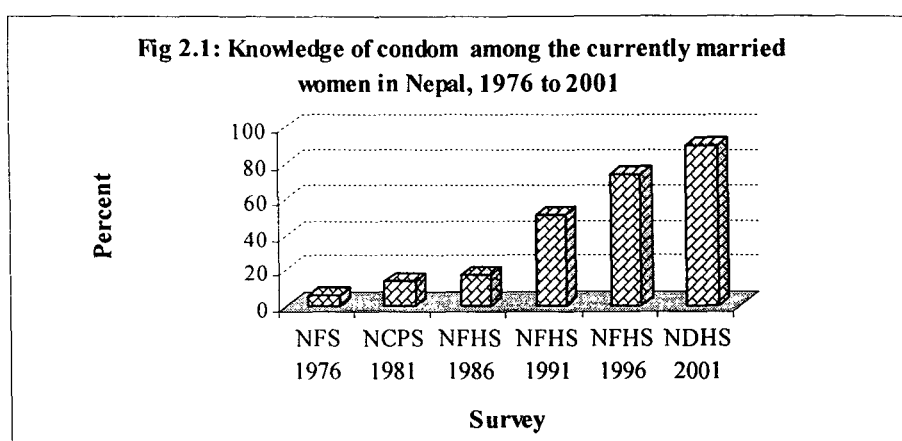 Fig 2.1: Knowledge of condom among the currently married
women in Nepal, 1976 to 2001
100
80
60
40
20
0
Percent
NFS NCPS NFHS NFHS NFHS NDHS
1976 1981 1986 1991 1996 2001
Survey